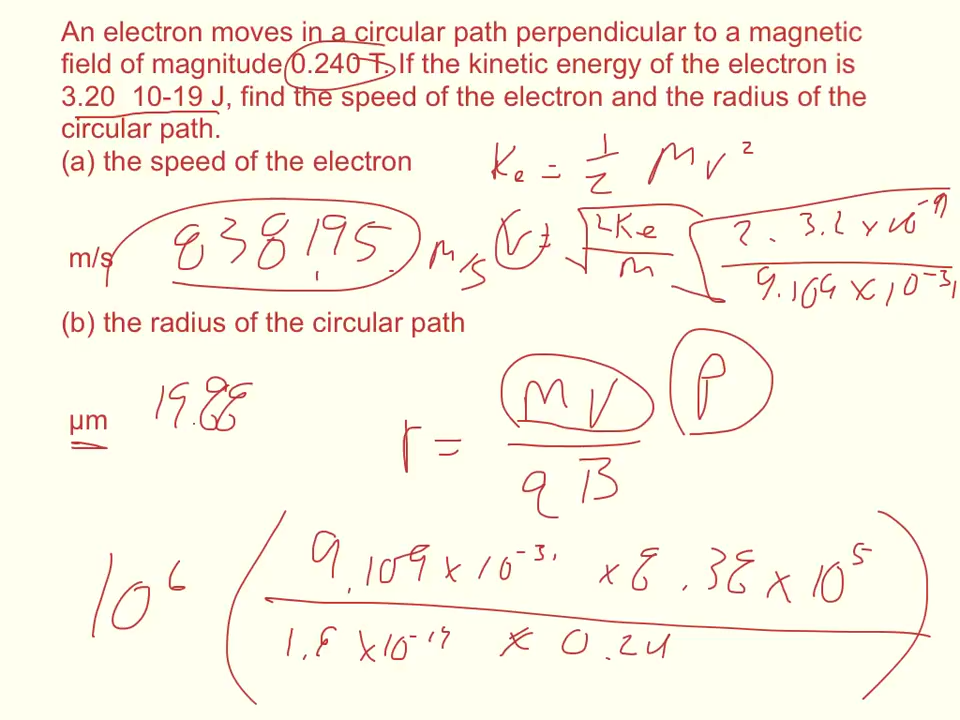 An electron moves in a circular path perpendicular to a magnetic
field of magnitude 0.240 T. If the kinetic energy of the electron is
3.20 10-19 J, find the speed of the electron and the radius of the
circular path.
(a) the speed of the electron
Ke = 1/2 mv²
m/s 838195 m/s v = √(2Ke/m) √(2 · 3.2 x 10⁻¹⁹ / 9.109 x 10⁻³¹)
(b) the radius of the circular path
µm 19.88
r = mv / qB P
10⁶ (9.109 x 10⁻³¹ x 8.38 x 10⁵ / 1.6 x 10⁻¹⁹ x 0.24)